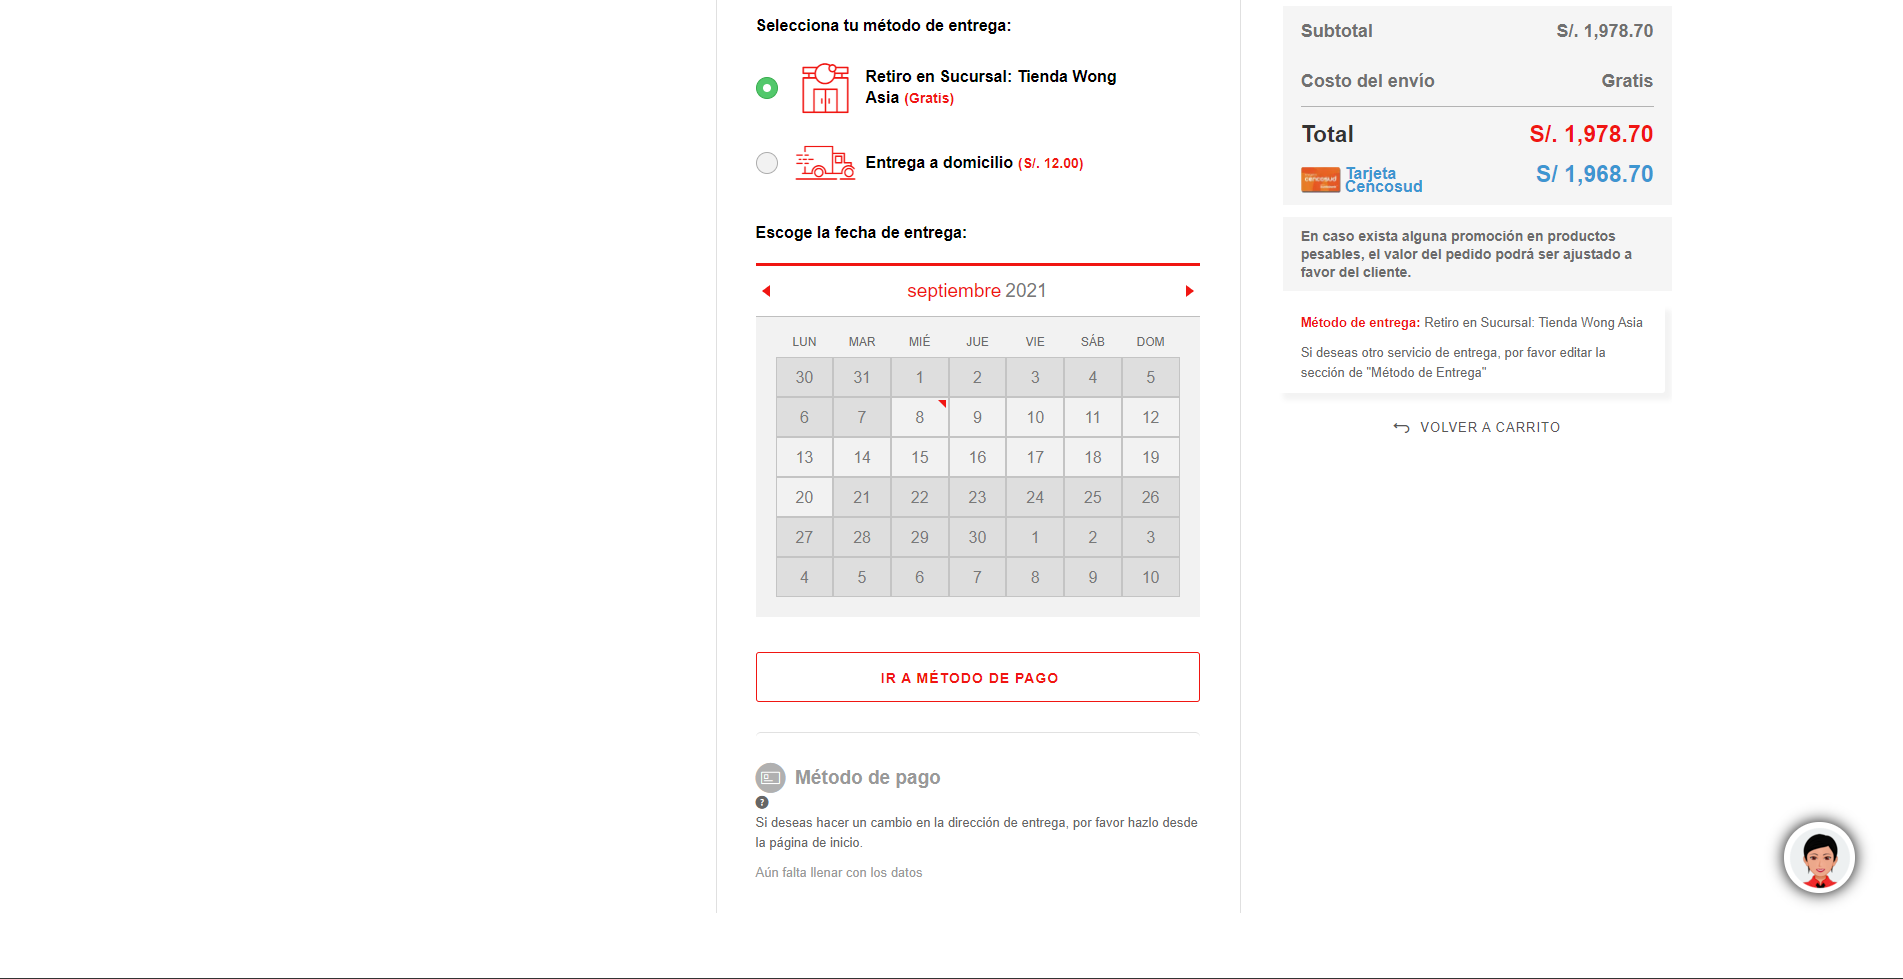 Selecciona tu método de entrega:
Retiro en Sucursal: Tienda Wong
Asia (Gratis)
Entrega a domicilio (S/. 12.00)
Escoge la fecha de entrega:
septiembre 2021
LUN MAR MIÉ JUE VIE SÁB DOM
30 31 1 2 3 4 5
6 7 8 9 10 11 12
13 14 15 16 17 18 19
20 21 22 23 24 25 26
27 28 29 30 1 2 3
4 5 6 7 8 9 10
IR A MÉTODO DE PAGO
Método de pago
?
Si deseas hacer un cambio en la dirección de entrega, por favor hazlo desde
la página de inicio.
Aún falta llenar con los datos
Subtotal S/. 1,978.70
Costo del envío Gratis
Total S/. 1,978.70
cencosud
Tarjeta
Cencosud
S/ 1,968.70
En caso exista alguna promoción en productos
pesables, el valor del pedido podrá ser ajustado a
favor del cliente.
Método de entrega: Retiro en Sucursal: Tienda Wong Asia
Si deseas otro servicio de entrega, por favor editar la
sección de "Método de Entrega"
VOLVER A CARRITO